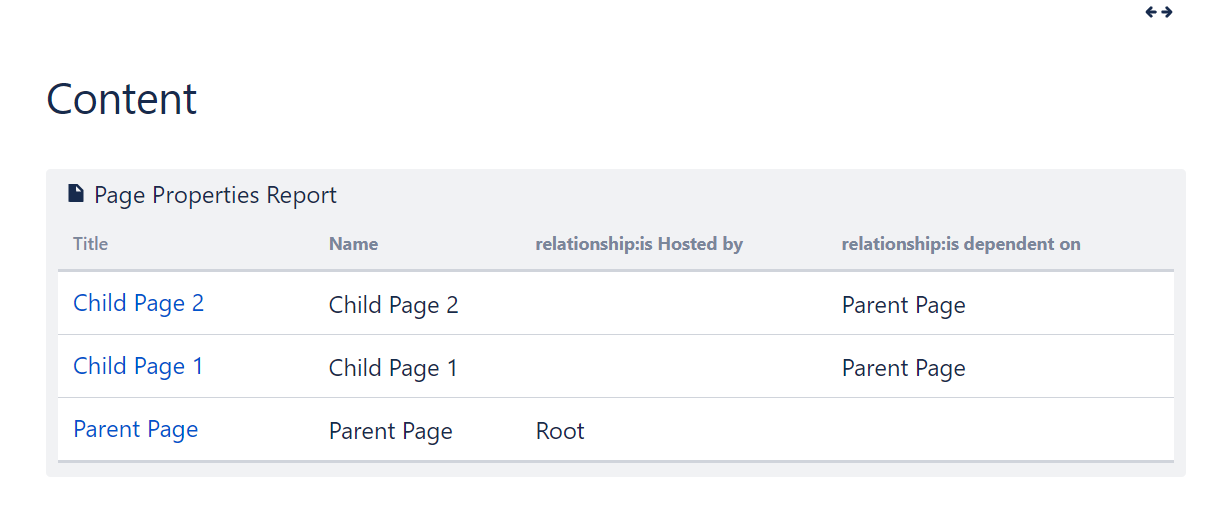 Content
Page Properties Report
Title Name relationship:is Hosted by relationship:is dependent on
Child Page 2 Child Page 2 Parent Page
Child Page 1 Child Page 1 Parent Page
Parent Page Parent Page Root